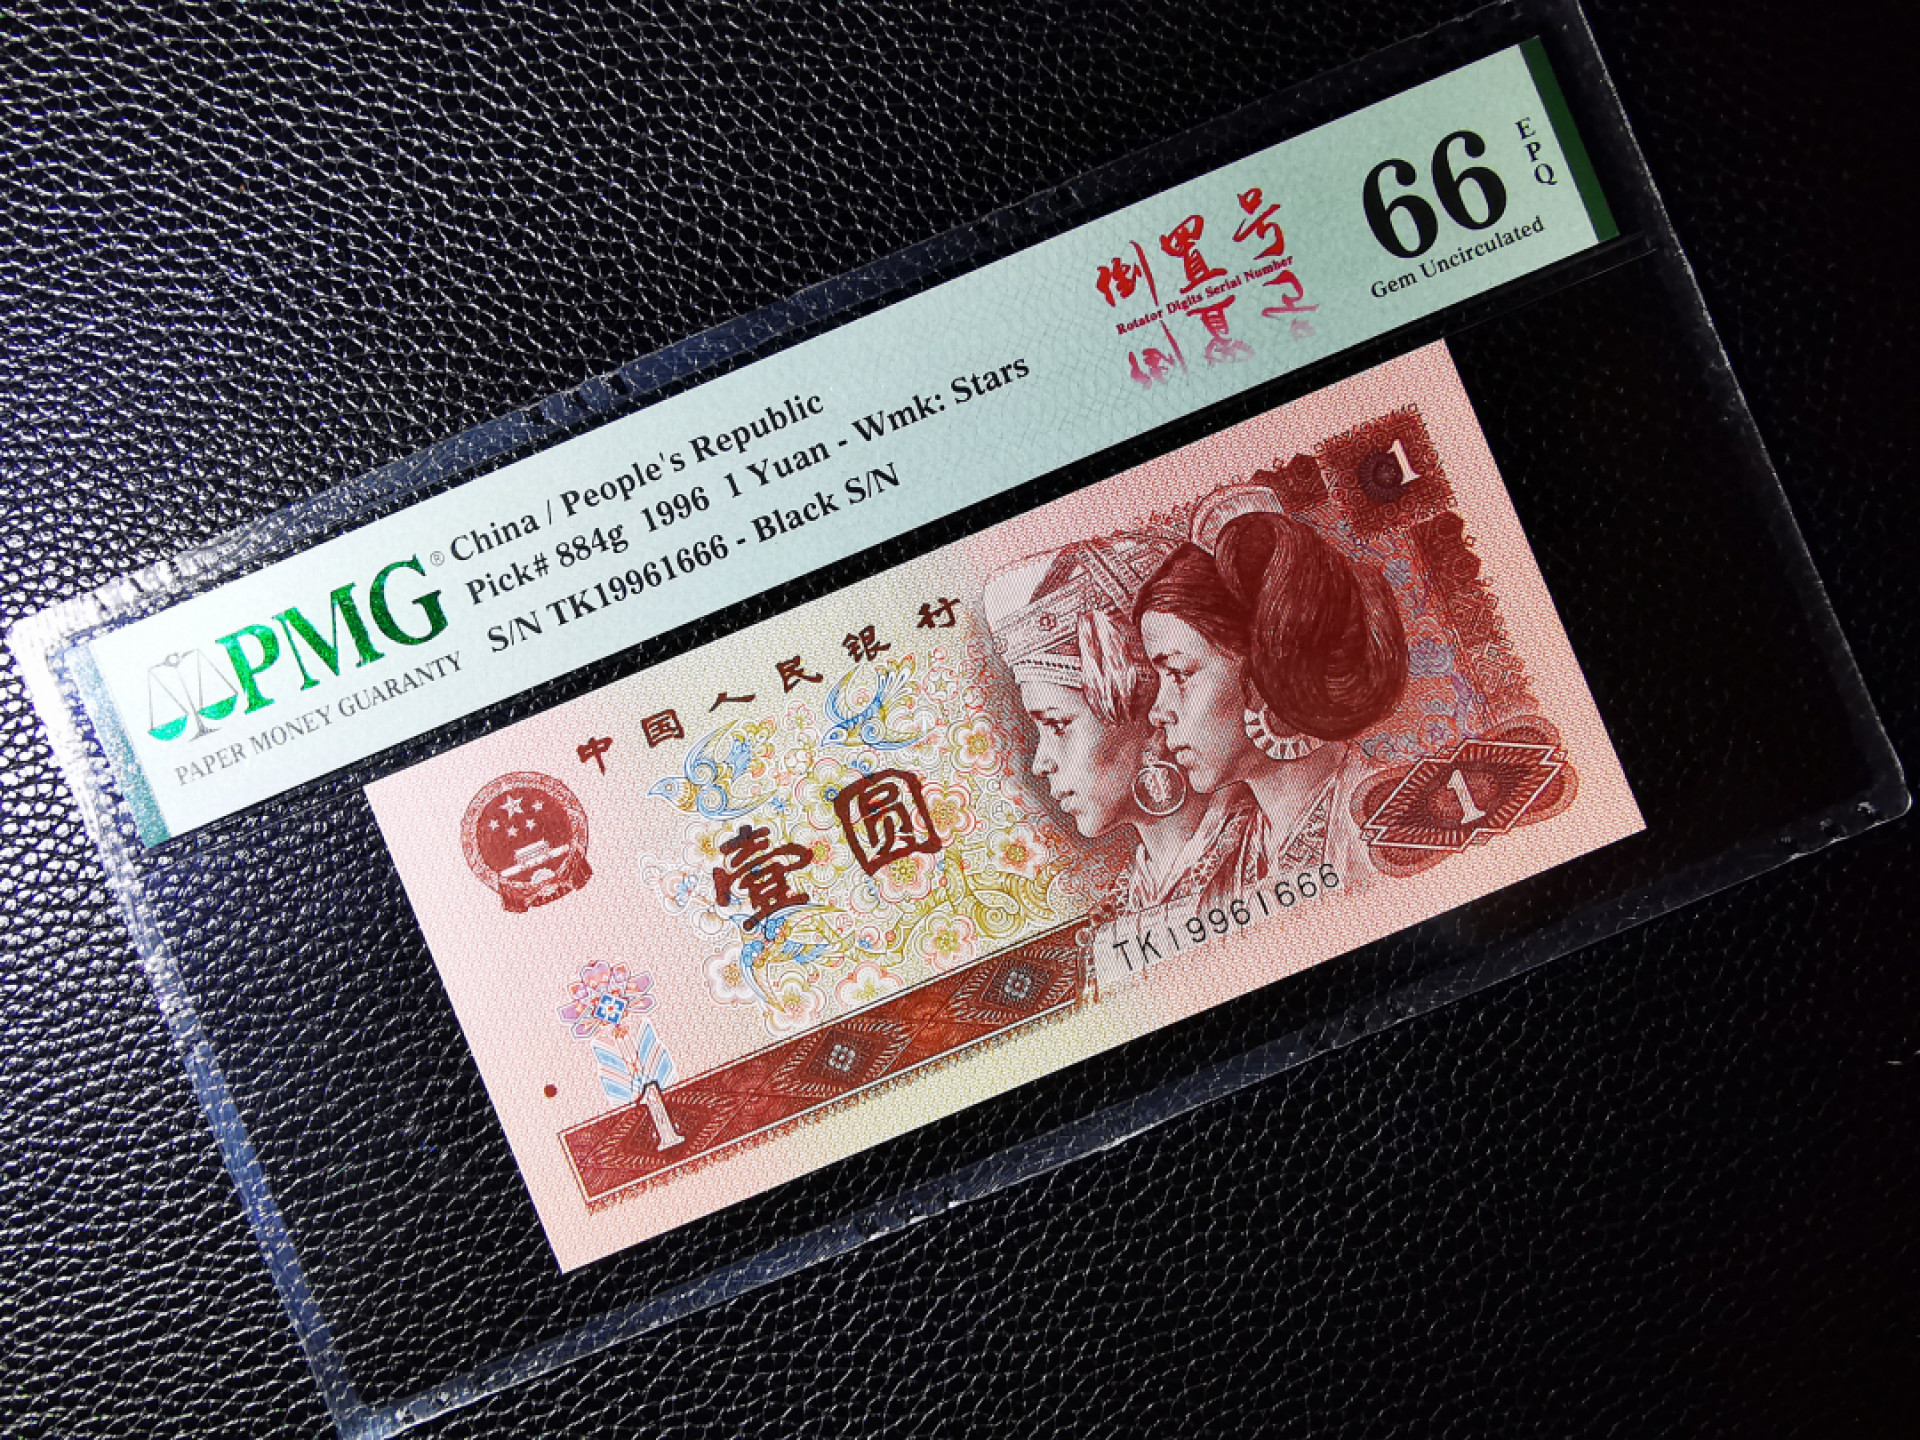 PMG®
PAPER MONEY GUARANTY
China / People's Republic
Pick# 884g 1996 1 Yuan - Wmk: Stars
S/N TK19961666 - Black S/N
倒置号
Rotator Digits Serial Number
66
EPQ
Gem Uncirculated
中国人民银行
壹圆
1
1
1
TK19961666